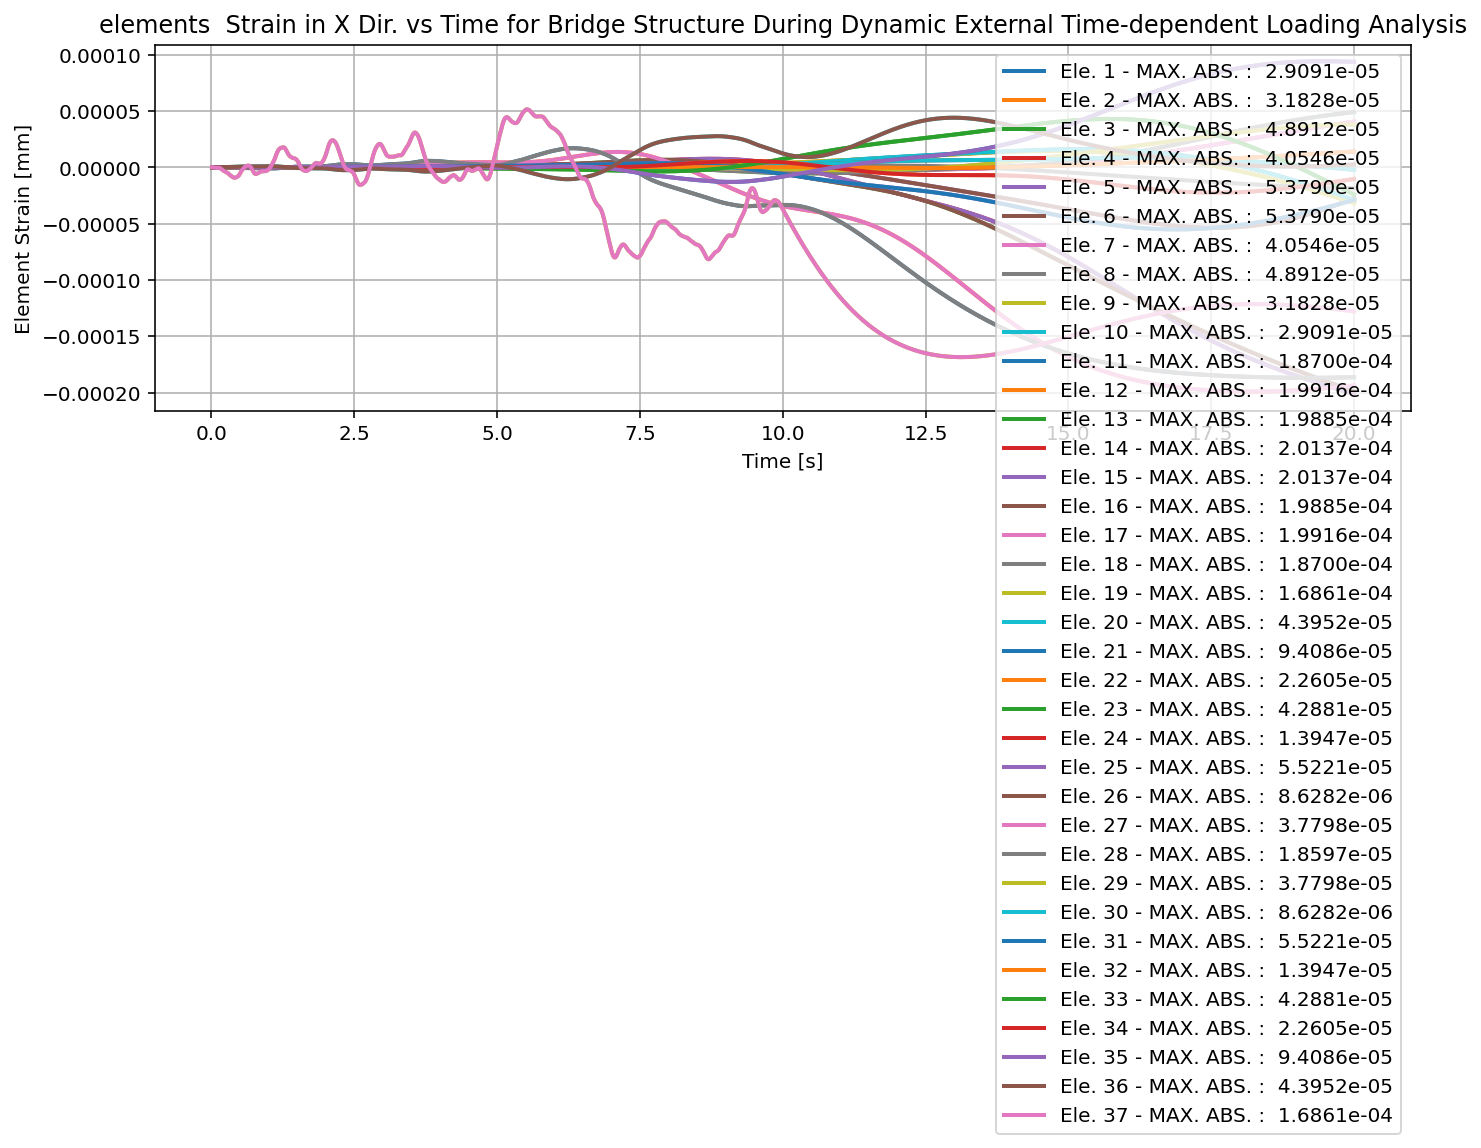 elements  Strain in X Dir. vs Time for Bridge Structure During Dynamic External Time-dependent Loading Analysis
Element Strain [mm]
0.00010
0.00005
0.00000
−0.00005
−0.00010
−0.00015
−0.00020
0.0 2.5 5.0 7.5 10.0 12.5 15.0 17.5 20.0
Time [s]
Ele. 1 - MAX. ABS. :  2.9091e-05
Ele. 2 - MAX. ABS. :  3.1828e-05
Ele. 3 - MAX. ABS. :  4.8912e-05
Ele. 4 - MAX. ABS. :  4.0546e-05
Ele. 5 - MAX. ABS. :  5.3790e-05
Ele. 6 - MAX. ABS. :  5.3790e-05
Ele. 7 - MAX. ABS. :  4.0546e-05
Ele. 8 - MAX. ABS. :  4.8912e-05
Ele. 9 - MAX. ABS. :  3.1828e-05
Ele. 10 - MAX. ABS. :  2.9091e-05
Ele. 11 - MAX. ABS. :  1.8700e-04
Ele. 12 - MAX. ABS. :  1.9916e-04
Ele. 13 - MAX. ABS. :  1.9885e-04
Ele. 14 - MAX. ABS. :  2.0137e-04
Ele. 15 - MAX. ABS. :  2.0137e-04
Ele. 16 - MAX. ABS. :  1.9885e-04
Ele. 17 - MAX. ABS. :  1.9916e-04
Ele. 18 - MAX. ABS. :  1.8700e-04
Ele. 19 - MAX. ABS. :  1.6861e-04
Ele. 20 - MAX. ABS. :  4.3952e-05
Ele. 21 - MAX. ABS. :  9.4086e-05
Ele. 22 - MAX. ABS. :  2.2605e-05
Ele. 23 - MAX. ABS. :  4.2881e-05
Ele. 24 - MAX. ABS. :  1.3947e-05
Ele. 25 - MAX. ABS. :  5.5221e-05
Ele. 26 - MAX. ABS. :  8.6282e-06
Ele. 27 - MAX. ABS. :  3.7798e-05
Ele. 28 - MAX. ABS. :  1.8597e-05
Ele. 29 - MAX. ABS. :  3.7798e-05
Ele. 30 - MAX. ABS. :  8.6282e-06
Ele. 31 - MAX. ABS. :  5.5221e-05
Ele. 32 - MAX. ABS. :  1.3947e-05
Ele. 33 - MAX. ABS. :  4.2881e-05
Ele. 34 - MAX. ABS. :  2.2605e-05
Ele. 35 - MAX. ABS. :  9.4086e-05
Ele. 36 - MAX. ABS. :  4.3952e-05
Ele. 37 - MAX. ABS. :  1.6861e-04